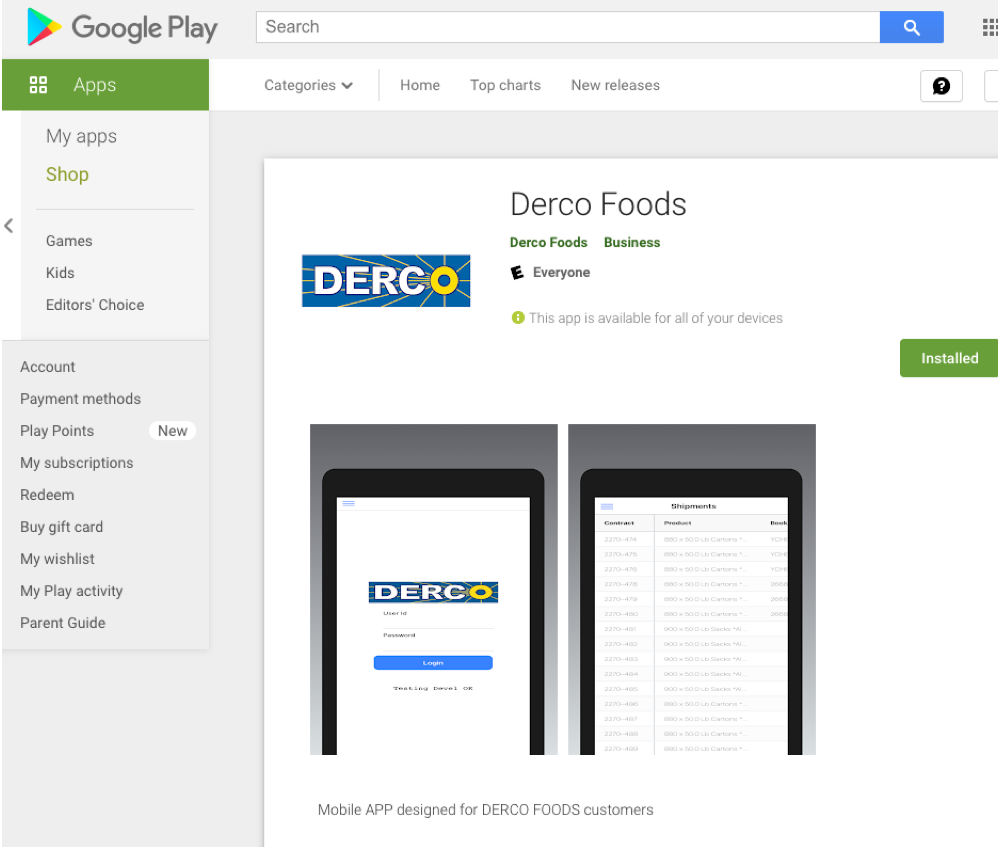 Google Play
Search
Apps
Categories
Home
Top charts
New releases
My apps
Shop
Games
Kids
Editors' Choice
Account
Payment methods
Play Points New
My subscriptions
Redeem
Buy gift card
My wishlist
My Play activity
Parent Guide
DERCO
Derco Foods
Derco Foods Business
E Everyone
This app is available for all of your devices
Installed
DERCO
User Id
Password
Login
Testing Devel OK
Shipments
Contract Product Book
2270-474 880 x 50.0 Lb Cartons *...
2270-475 880 x 50.0 Lb Cartons *...
2270-476 880 x 50.0 Lb Cartons *...
2270-478 880 x 50.0 Lb Cartons *... 2668
2270-479 880 x 50.0 Lb Cartons *... 2668
2270-480 880 x 50.0 Lb Cartons *... 2668
2270-481 900 x 50.0 Lb Sacks *Al...
2270-482 900 x 50.0 Lb Sacks *Al...
2270-483 900 x 50.0 Lb Sacks *Al...
2270-484 900 x 50.0 Lb Sacks *Al...
2270-485 900 x 50.0 Lb Sacks *Al...
2270-486 880 x 50.0 Lb Cartons *...
2270-487 880 x 50.0 Lb Cartons *...
2270-488 880 x 50.0 Lb Cartons *...
2270-489 880 x 50.0 Lb Cartons *...
Mobile APP designed for DERCO FOODS customers